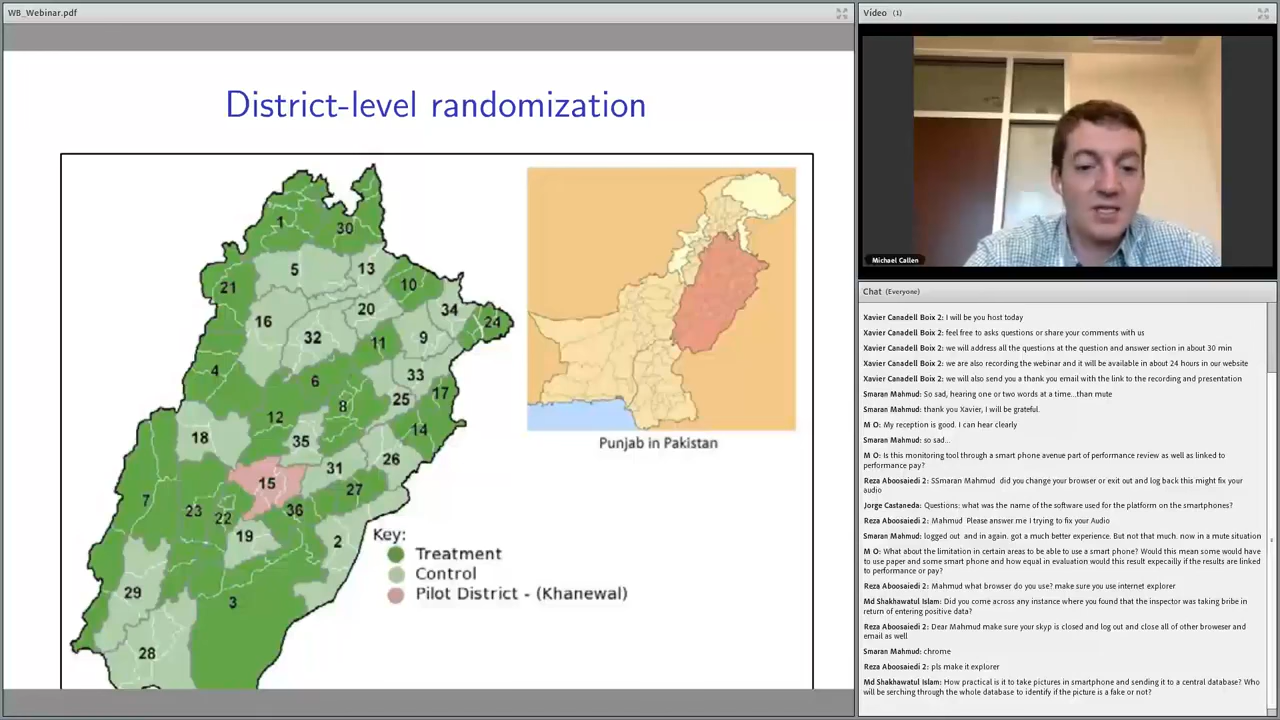 WB_Webinar.pdf
District-level randomization
1
30
5
13
21
10
16
20
34
24
32
11
9
4
6
33
17
8
25
12
14
18
35
26
31
15
27
7
23
22
36
19
2
29
3
28
Punjab in Pakistan
Key:
Treatment
Control
Pilot District - (Khanewal)
Video (1)
Michael Callen
Chat (Everyone)
Xavier Canadell Boix 2: I will be you host today
Xavier Canadell Boix 2: feel free to asks questions or share your comments with us
Xavier Canadell Boix 2: we will address all the questions at the question and answer section in about 30 min
Xavier Canadell Boix 2: we are also recording the webinar and it will be available in about 24 hours in our website
Xavier Canadell Boix 2: we will also send you a thank you email with the link to the recording and presentation
Smaran Mahmud: So sad, hearing one or two words at a time...than mute
Smaran Mahmud: thank you Xavier, I will be grateful.
M O: My reception is good. I can hear clearly
Smaran Mahmud: so sad...
M O: Is this monitoring tool through a smart phone avenue part of performance review as well as linked to
performance pay?
Reza Aboosaiedi 2: SSmaran Mahmud did you change your browser or exit out and log back this might fix your
audio
Jorge Castaneda: Questions: what was the name of the software used for the platform on the smartphones?
Reza Aboosaiedi 2: Mahmud Please answer me I trying to fix your Audio
Smaran Mahmud: logged out and in again. got a much better experience. But not that much. now in a mute situation
M O: What about the limitation in certain areas to be able to use a smart phone? Would this mean some would have
to use paper and some smart phone and how equal in evaluation would this result expecailly if the results are linked
to performance or pay?
Reza Aboosaiedi 2: Mahmud what browser do you use? make sure you use internet explorer
Md Shakhawatul Islam: Did you come across any instance where you found that the inspector was taking bribe in
return of entering positive data?
Reza Aboosaiedi 2: Dear Mahmud make sure your skyp is closed and log out and close all of other broweser and
email as well
Smaran Mahmud: chrome
Reza Aboosaiedi 2: pls make it explorer
Md Shakhawatul Islam: How practical is it to take pictures in smartphone and sending it to a central database? Who
will be serching through the whole database to identify if the picture is a fake or not?